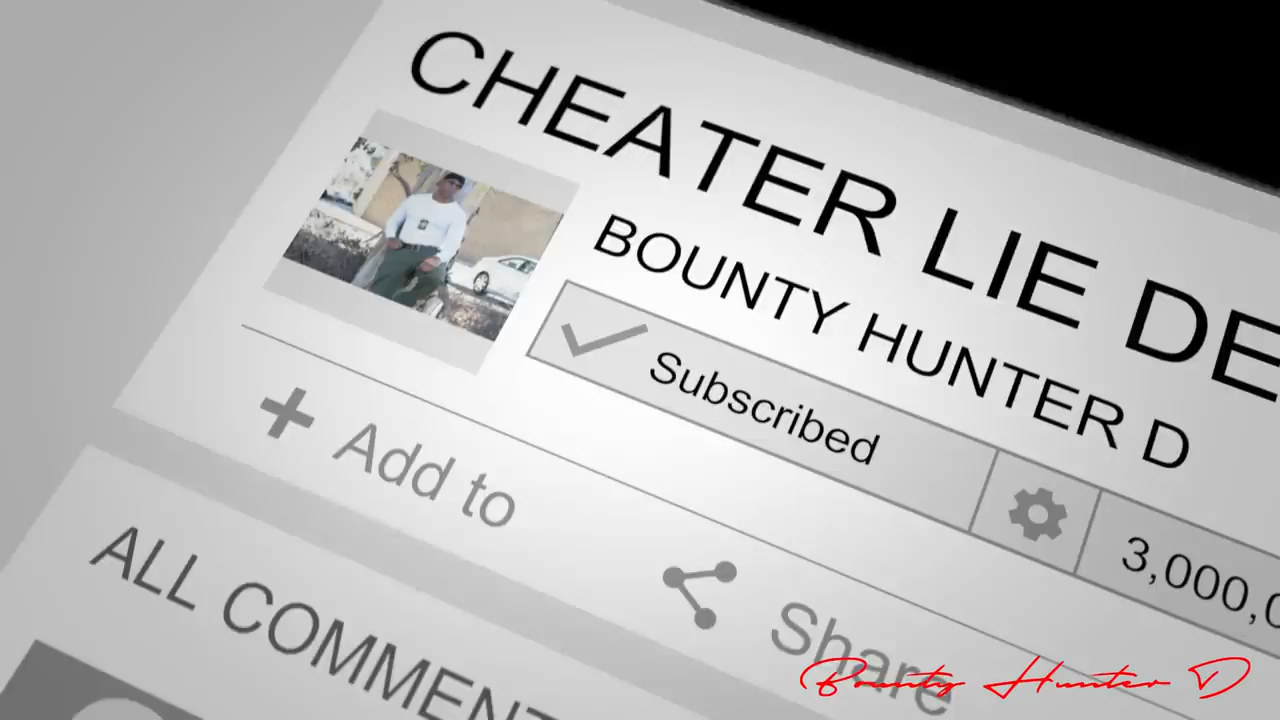 CHEATER LIE DE
BOUNTY HUNTER D
Subscribed
3,000,0
Add to
Share
ALL COMMENT
Bounty Hunter D